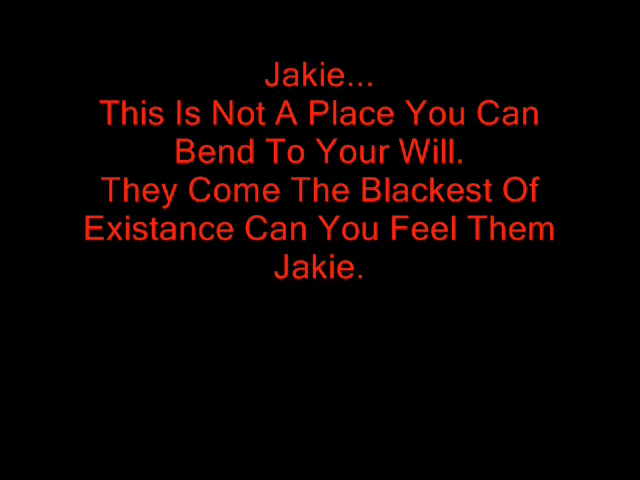 Jakie...
This Is Not A Place You Can
Bend To Your Will.
They Come The Blackest Of
Existance Can You Feel Them
Jakie.